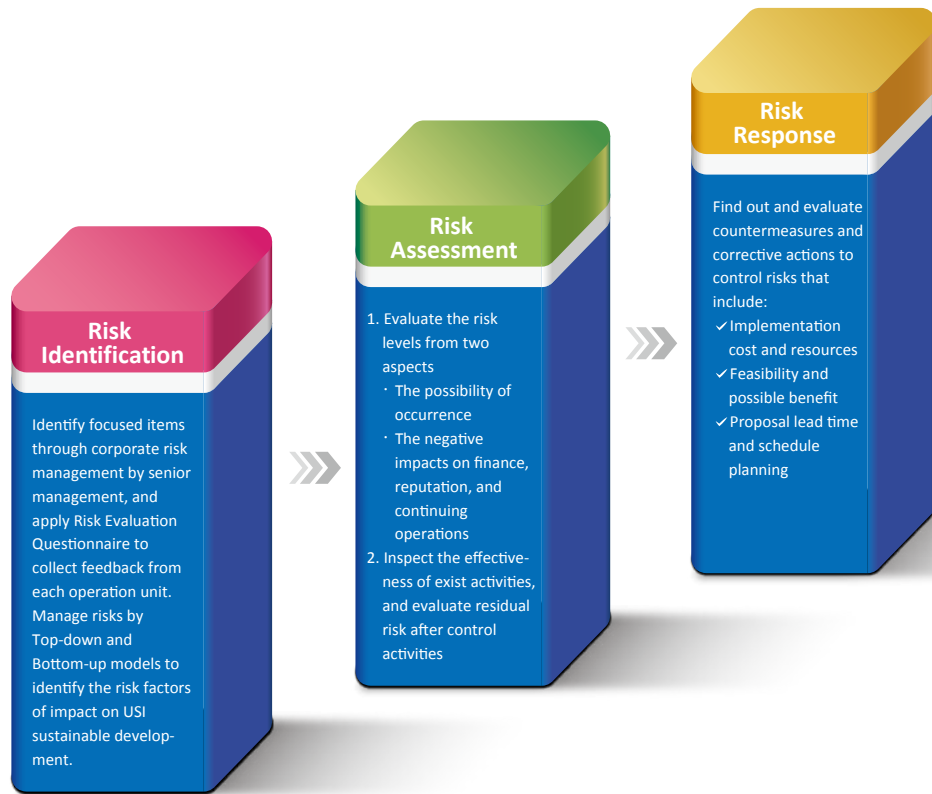 Risk
Identification
Identify focused items
through corporate risk
management by senior
management, and
apply Risk Evaluation
Questionnaire to
collect feedback from
each operation unit.
Manage risks by
Top-down and
Bottom-up models to
identify the risk factors
of impact on USI
sustainable develop-
ment.
Risk
Assessment
1. Evaluate the risk
levels from two
aspects
· The possibility of
occurrence
· The negative
impacts on finance,
reputation, and
continuing
operations
2. Inspect the effective-
ness of exist activities,
and evaluate residual
risk after control
activities
Risk
Response
Find out and evaluate
countermeasures and
corrective actions to
control risks that
include:
✓ Implementation
cost and resources
✓ Feasibility and
possible benefit
✓ Proposal lead time
and schedule
planning